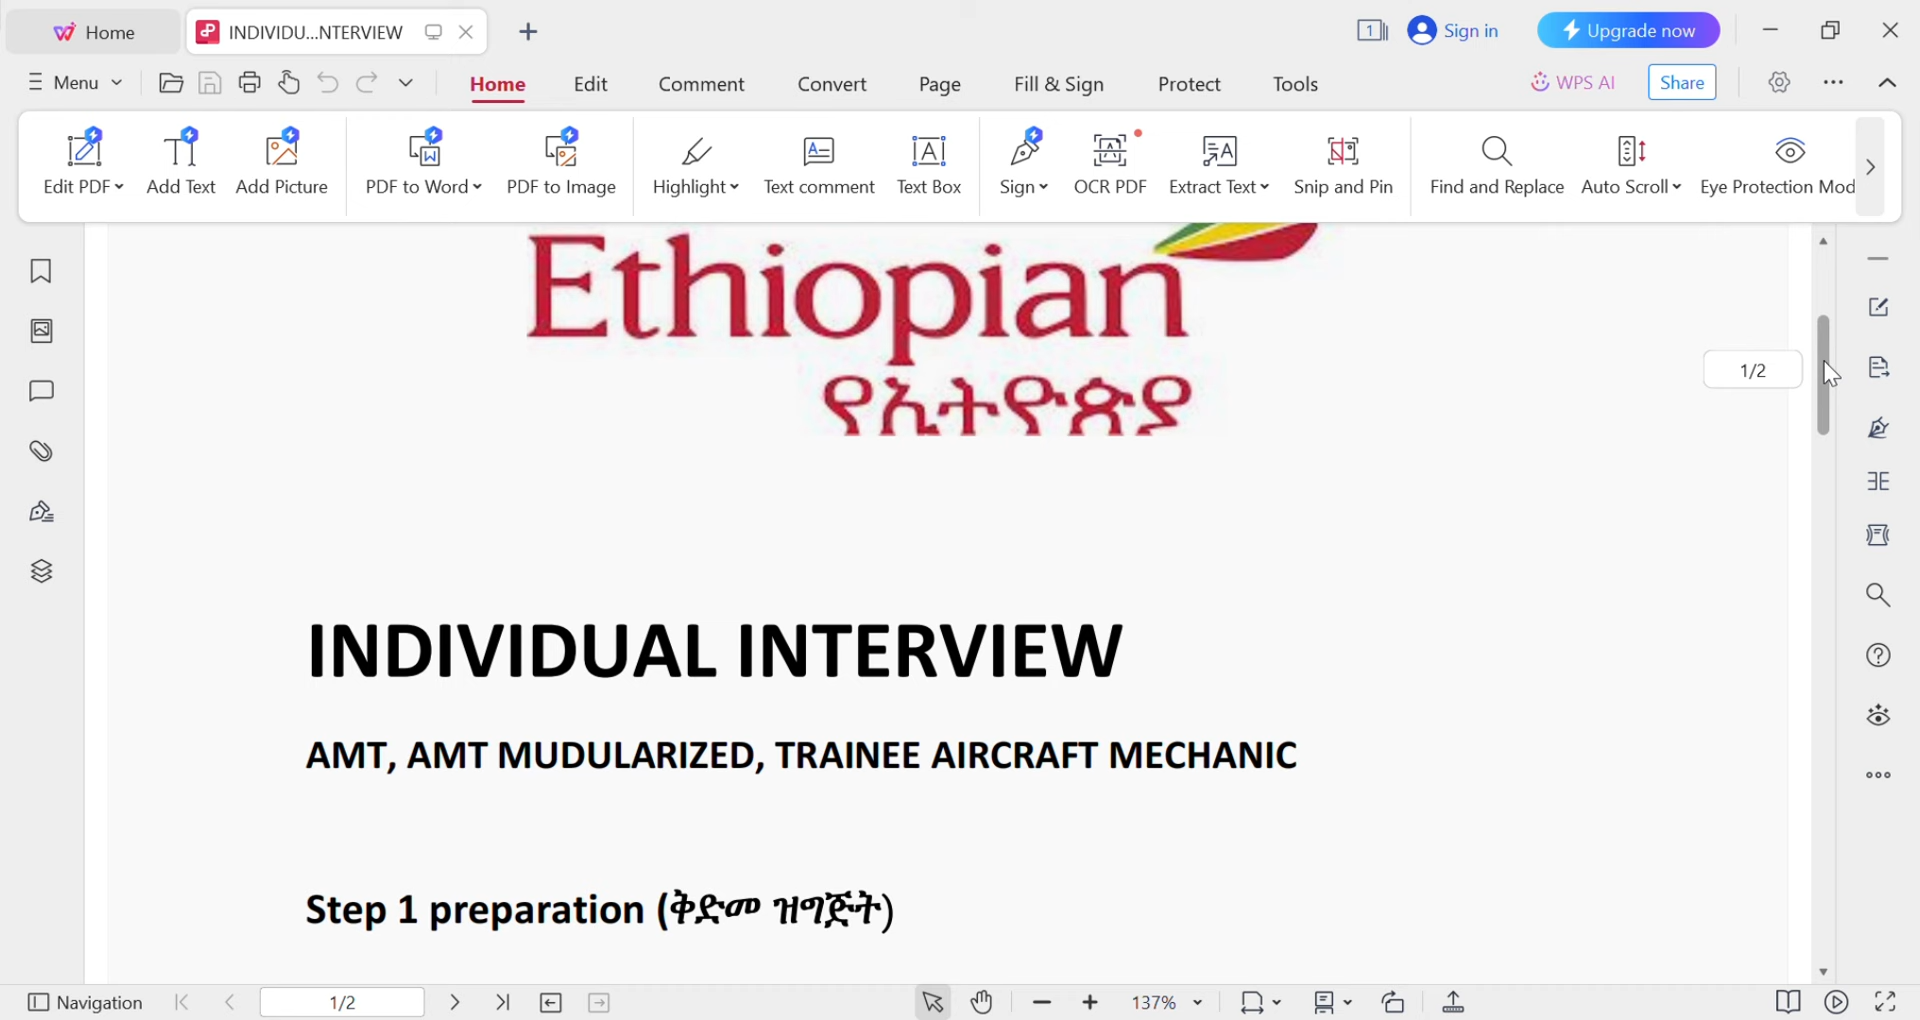 Home
INDIVIDU...NTERVIEW
1
Sign in
Upgrade now
Menu
Home
Edit
Comment
Convert
Page
Fill & Sign
Protect
Tools
WPS AI
Share
Edit PDF
Add Text
Add Picture
PDF to Word
PDF to Image
Highlight
Text comment
Text Box
Sign
OCR PDF
Extract Text
Snip and Pin
Find and Replace
Auto Scroll
Eye Protection Mod
Ethiopian
የኢትዮጵያ
1/2
INDIVIDUAL INTERVIEW
AMT, AMT MUDULARIZED, TRAINEE AIRCRAFT MECHANIC
Step 1 preparation (ቅድመ ዝግጅት)
Navigation
1/2
137%